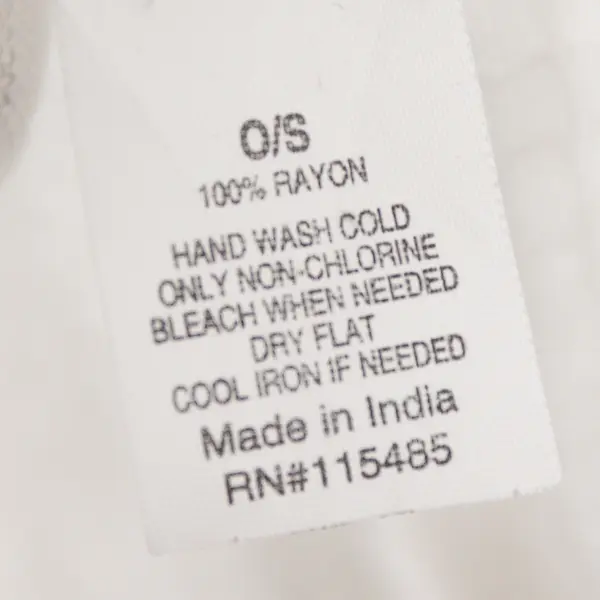 O/S
100% RAYON
HAND WASH COLD
ONLY NON-CHLORINE
BLEACH WHEN NEEDED
DRY FLAT
COOL IRON IF NEEDED
Made in India
RN#115485